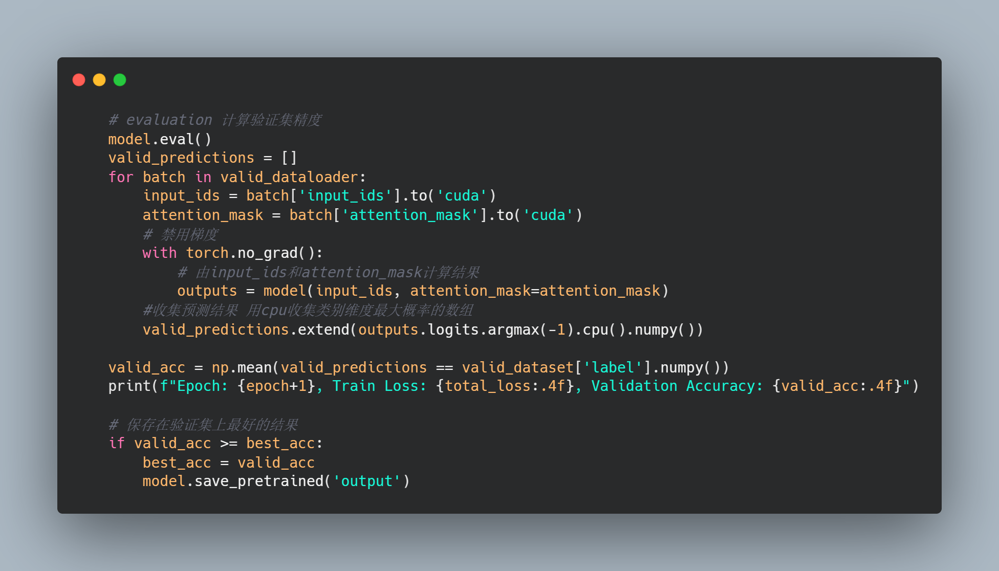 # evaluation 计算验证集精度
model.eval()
valid_predictions = []
for batch in valid_dataloader:
    input_ids = batch['input_ids'].to('cuda')
    attention_mask = batch['attention_mask'].to('cuda')
    # 禁用梯度
    with torch.no_grad():
        # 由input_ids和attention_mask计算结果
        outputs = model(input_ids, attention_mask=attention_mask)
    #收集预测结果 用cpu收集类别维度最大概率的数组
    valid_predictions.extend(outputs.logits.argmax(-1).cpu().numpy())

valid_acc = np.mean(valid_predictions == valid_dataset['label'].numpy())
print(f"Epoch: {epoch+1}, Train Loss: {total_loss:.4f}, Validation Accuracy: {valid_acc:.4f}")

# 保存在验证集上最好的结果
if valid_acc >= best_acc:
    best_acc = valid_acc
    model.save_pretrained('output')